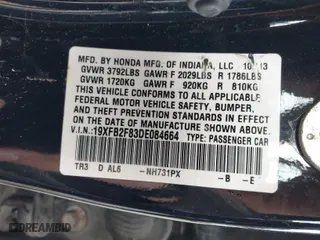 MFD. BY HONDA MFG. OF INDIANA, LLC 10/13
GVWR 3792LBS GAWR F 2029LBS R 1786LBS
GVWR 1720KG GAWR F 920KG R 810KG
THIS VEHICLE CONFORMS TO ALL APPLICABLE
FEDERAL MOTOR VEHICLE SAFETY, BUMPER,
AND THEFT PREVENTION STANDARDS
IN EFFECT ON THE DATE OF MANUFACTURE
SHOWN ABOVE.
V.I.N.: 19XFB2F83DE084664 TYPE: PASSENGER CAR
TR3 D AL6 -NH731PX -B -E
DREAMBID